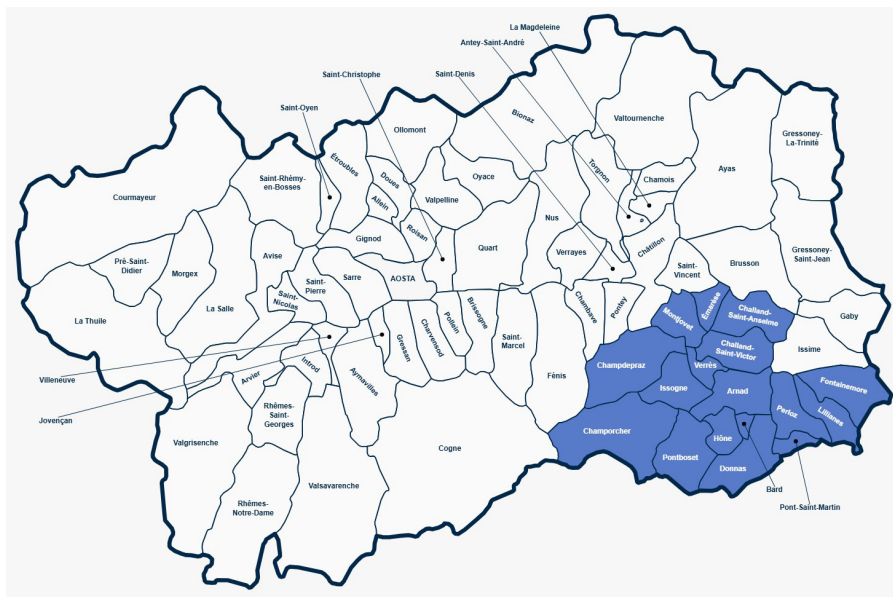 La Magdeleine
Antey-Saint-André
Saint-Christophe
Saint-Denis
Saint-Oyen
Bionaz
Valtournenche
Ollomont
Gressoney-
La-Trinité
Étroubles
Torgnon
Ayas
Saint-Rhémy-
en-Bosses
Doues
Oyace
Chamois
Courmayeur
Allein
Valpelline
Nus
Roisan
Gignod
Quart
Verrayes
Châtillon
Gressoney-
Saint-Jean
Avise
Prè-Saint-
Didier
Morgex
Sarre
AOSTA
Saint-
Vincent
Brusson
Saint-
Pierre
Saint-
Nicolas
La Salle
La Thuile
Brissogne
Pollein
Charvensod
Gressan
Saint-
Marcel
Chambave
Pontey
Émarèse
Montjovet
Challand-
Saint-Anselme
Gaby
Challand-
Saint-Victor
Issime
Villeneuve
Introd
Arvier
Aymavilles
Fénis
Champdepraz
Verrès
Issogne
Arnad
Fontainemore
Lillianes
Perloz
Jovençan
Rhêmes-
Saint-
Georges
Valgrisenche
Cogne
Champorcher
Hône
Pontboset
Donnas
Valsavarenche
Bard
Rhêmes-
Notre-Dame
Pont-Saint-Martin